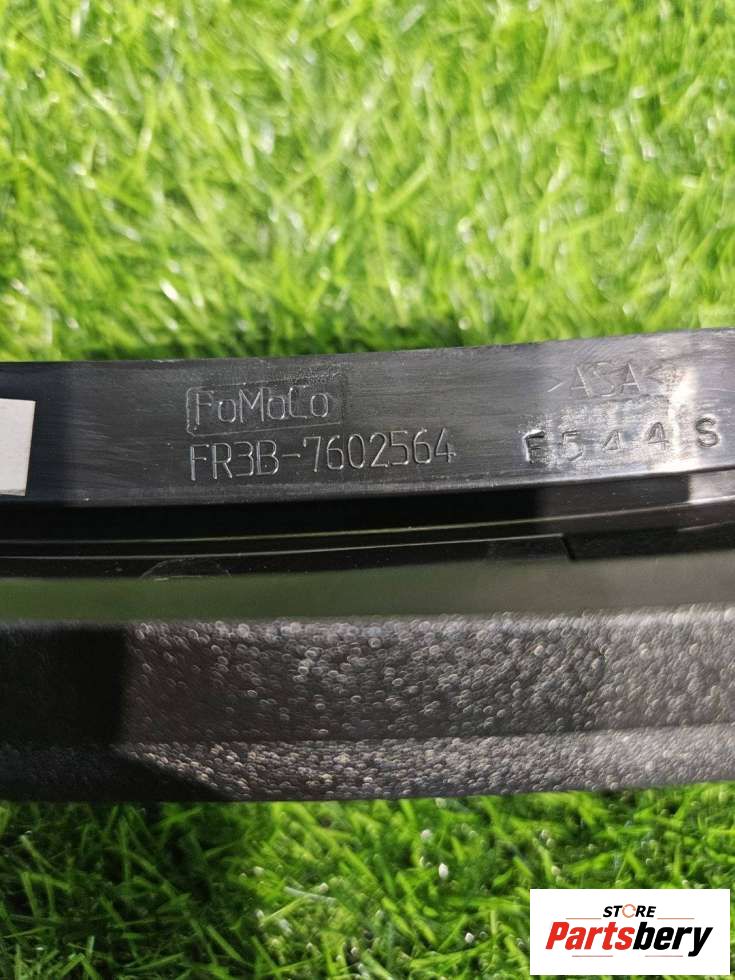 FoMoCo
>ASA<
FR3B-7602564
E544S
STORE
Partsbery